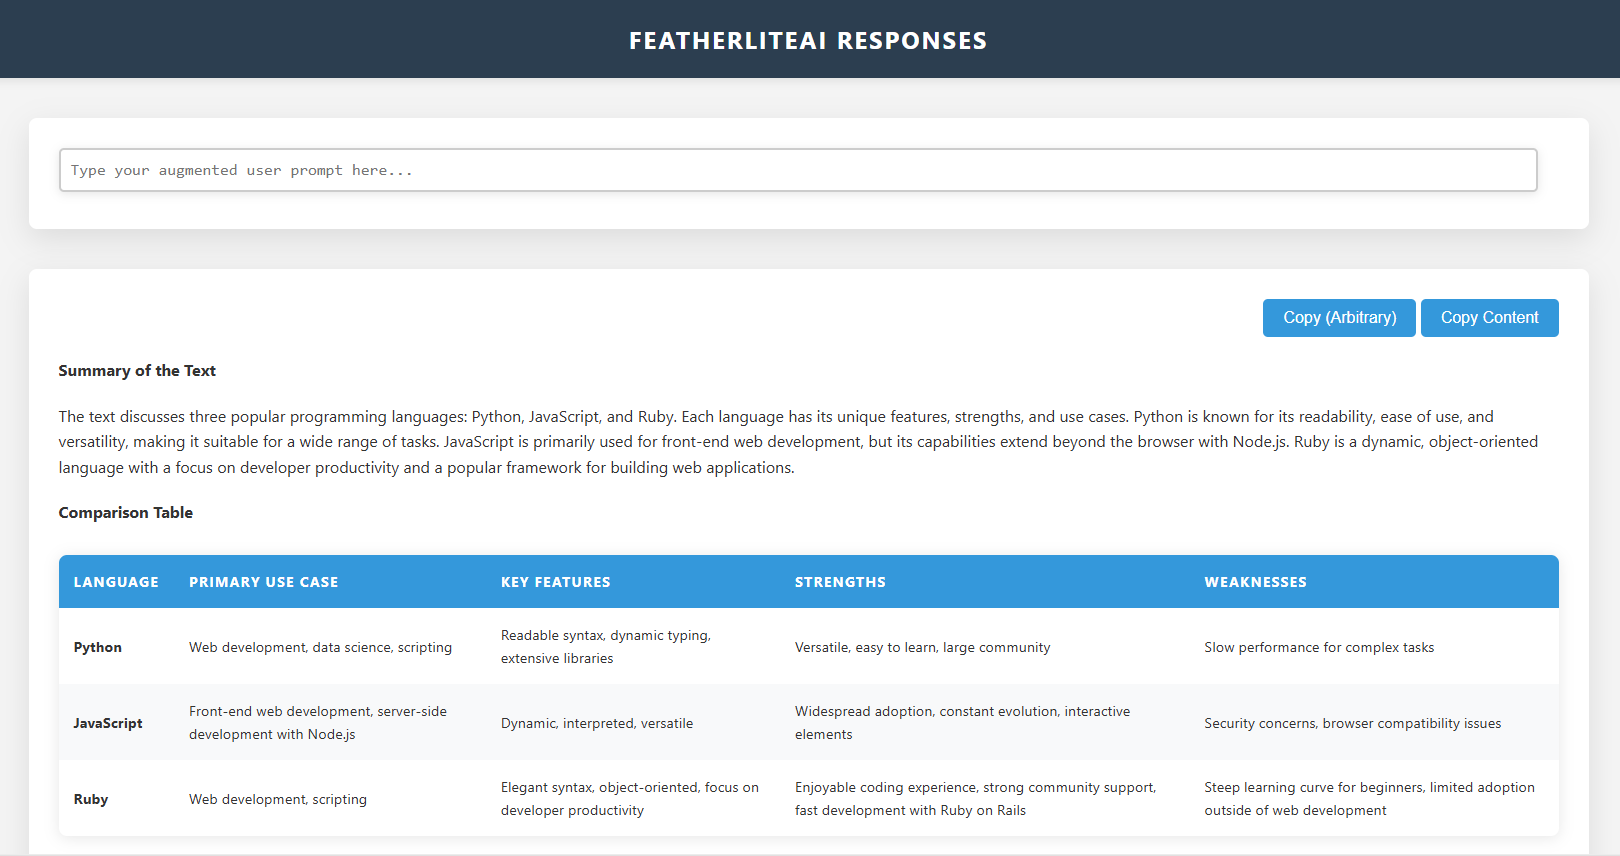 FEATHERLITEAI RESPONSES
Type your augmented user prompt here...
Copy (Arbitrary) Copy Content
Summary of the Text
The text discusses three popular programming languages: Python, JavaScript, and Ruby. Each language has its unique features, strengths, and use cases. Python is known for its readability, ease of use, and
versatility, making it suitable for a wide range of tasks. JavaScript is primarily used for front-end web development, but its capabilities extend beyond the browser with Node.js. Ruby is a dynamic, object-oriented
language with a focus on developer productivity and a popular framework for building web applications.
Comparison Table
LANGUAGE PRIMARY USE CASE KEY FEATURES STRENGTHS WEAKNESSES
Python
Web development, data science, scripting
Readable syntax, dynamic typing,
extensive libraries
Versatile, easy to learn, large community
Slow performance for complex tasks
JavaScript
Front-end web development, server-side
development with Node.js
Dynamic, interpreted, versatile
Widespread adoption, constant evolution, interactive
elements
Security concerns, browser compatibility issues
Ruby
Web development, scripting
Elegant syntax, object-oriented, focus on
developer productivity
Enjoyable coding experience, strong community support,
fast development with Ruby on Rails
Steep learning curve for beginners, limited adoption
outside of web development